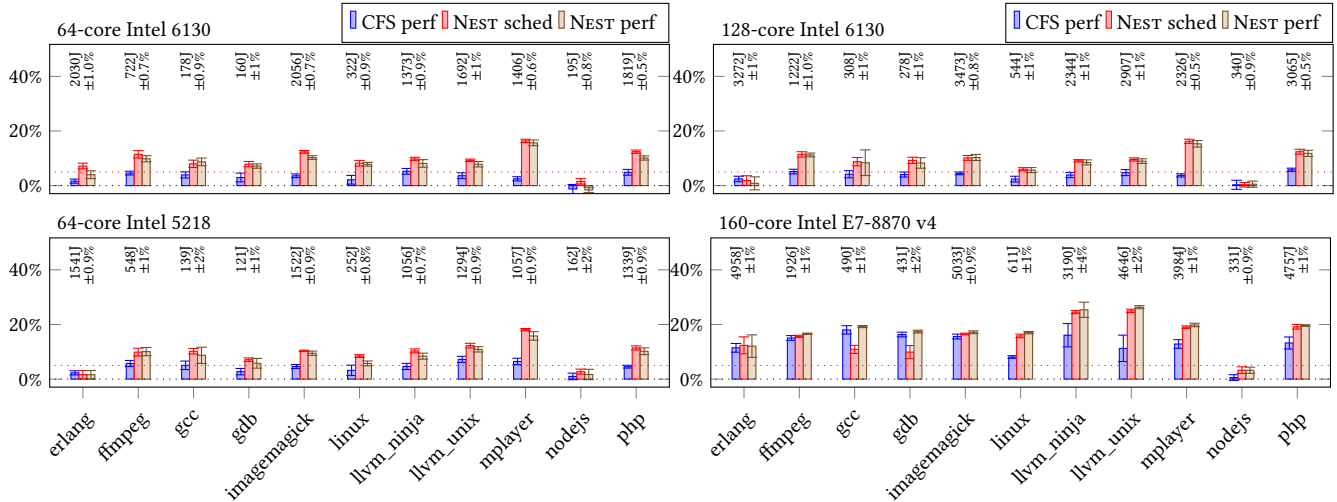 64-core Intel 6130
CFS perf NEST sched NEST perf
40%
20%
0%
2030J ±1.0%
722J ±0.7%
178J ±0.9%
160J ±1%
2056J ±0.7%
322J ±0.9%
1373J ±0.9%
1692J ±1%
1406J ±0.6%
195J ±0.8%
1819J ±0.5%
128-core Intel 6130
CFS perf NEST sched NEST perf
40%
20%
0%
3272J ±1%
1222J ±1.0%
308J ±1%
278J ±1%
3473J ±0.8%
544J ±1%
2344J ±1%
2907J ±1%
2326J ±0.5%
340J ±0.9%
3065J ±0.5%
64-core Intel 5218
40%
20%
0%
1541J ±0.9%
548J ±1%
139J ±2%
121J ±1%
1522J ±0.9%
252J ±0.8%
1056J ±0.7%
1294J ±0.9%
1057J ±0.9%
162J ±2%
1339J ±0.9%
erlang
ffmpeg
gcc
gdb
imagemagick
linux
llvm_ninja
llvm_unix
mplayer
nodejs
php
160-core Intel E7-8870 v4
40%
20%
0%
4958J ±1%
1926J ±1%
490J ±1%
431J ±2%
5033J ±0.9%
611J ±1%
3190J ±4%
4646J ±2%
3984J ±1%
331J ±0.9%
4757J ±1%
erlang
ffmpeg
gcc
gdb
imagemagick
linux
llvm_ninja
llvm_unix
mplayer
nodejs
php